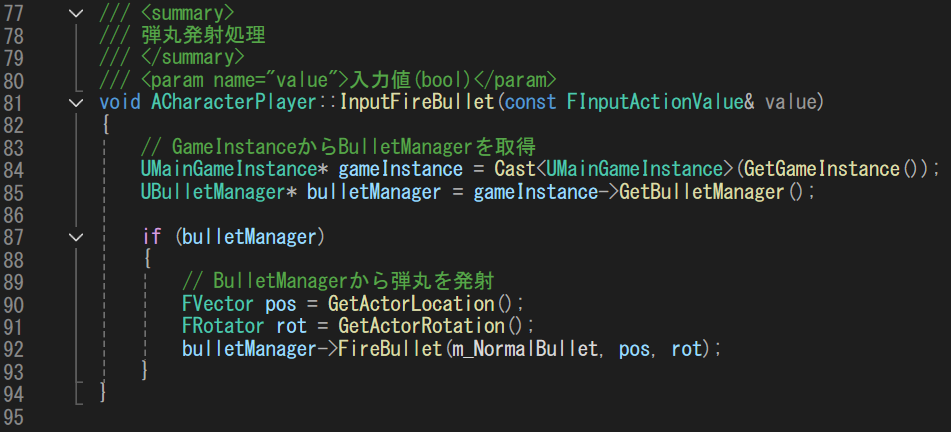 77 /// <summary>
78 /// 弾丸発射処理
79 /// </summary>
80 /// <param name="value">入力値(bool)</param>
81 void ACharacterPlayer::InputFireBullet(const FInputActionValue& value)
82 {
83 // GameInstanceからBulletManagerを取得
84 UMainGameInstance* gameInstance = Cast<UMainGameInstance>(GetGameInstance());
85 UBulletManager* bulletManager = gameInstance->GetBulletManager();
86
87 if (bulletManager)
88 {
89 // BulletManagerから弾丸を発射
90 FVector pos = GetActorLocation();
91 FRotator rot = GetActorRotation();
92 bulletManager->FireBullet(m_NormalBullet, pos, rot);
93 }
94 }
95